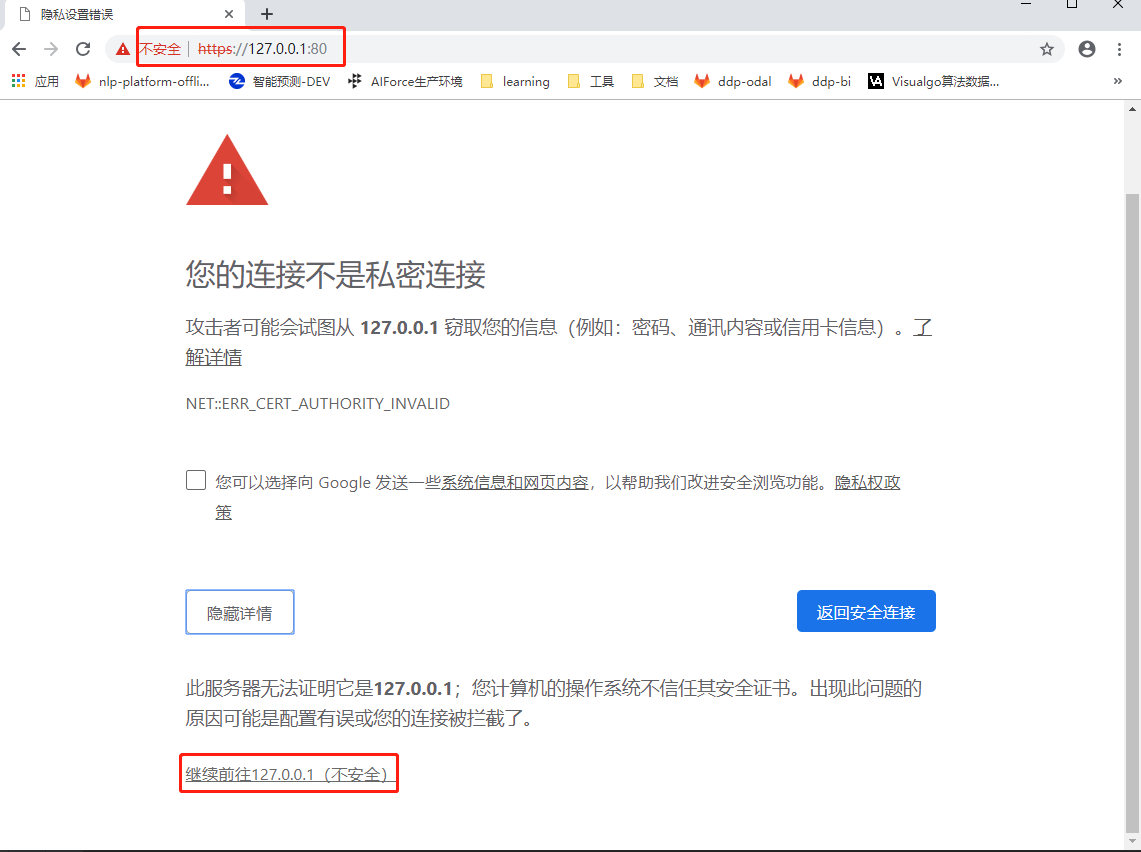 隐私设置错误
不安全 | https://127.0.0.1:80
应用 nlp-platform-offli... 智能预测-DEV AIForce生产环境 learning 工具 文档 ddp-odal ddp-bi VA Visualgo算法数据... »
您的连接不是私密连接
攻击者可能会试图从 127.0.0.1 窃取您的信息（例如：密码、通讯内容或信用卡信息）。了
解详情
NET::ERR_CERT_AUTHORITY_INVALID
您可以选择向 Google 发送一些系统信息和网页内容，以帮助我们改进安全浏览功能。隐私权政
策
隐藏详情 返回安全连接
此服务器无法证明它是127.0.0.1；您计算机的操作系统不信任其安全证书。出现此问题的
原因可能是配置有误或您的连接被拦截了。
继续前往127.0.0.1（不安全）